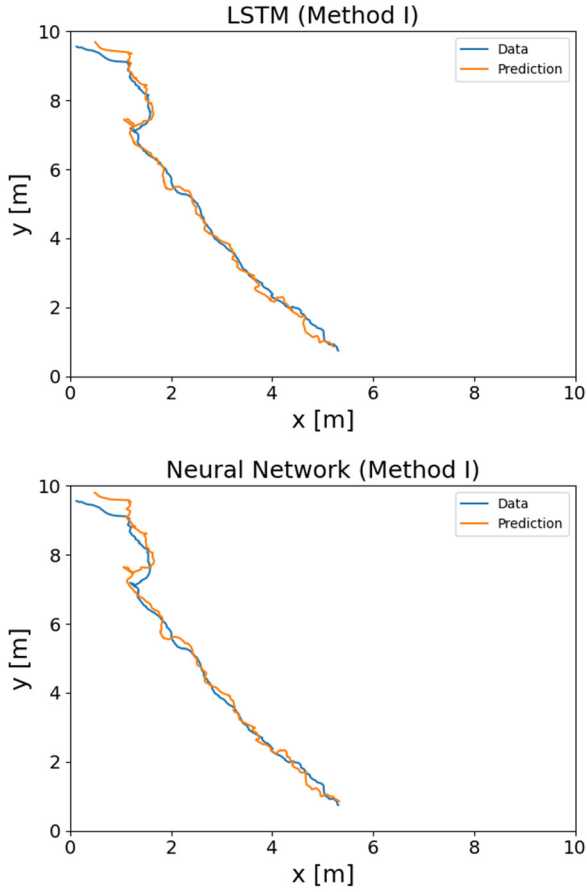 LSTM (Method I)
10
8
6
4
2
0
y [m]
Data
Prediction
0 2 4 6 8 10
x [m]
Neural Network (Method I)
10
8
6
4
2
0
y [m]
Data
Prediction
0 2 4 6 8 10
x [m]